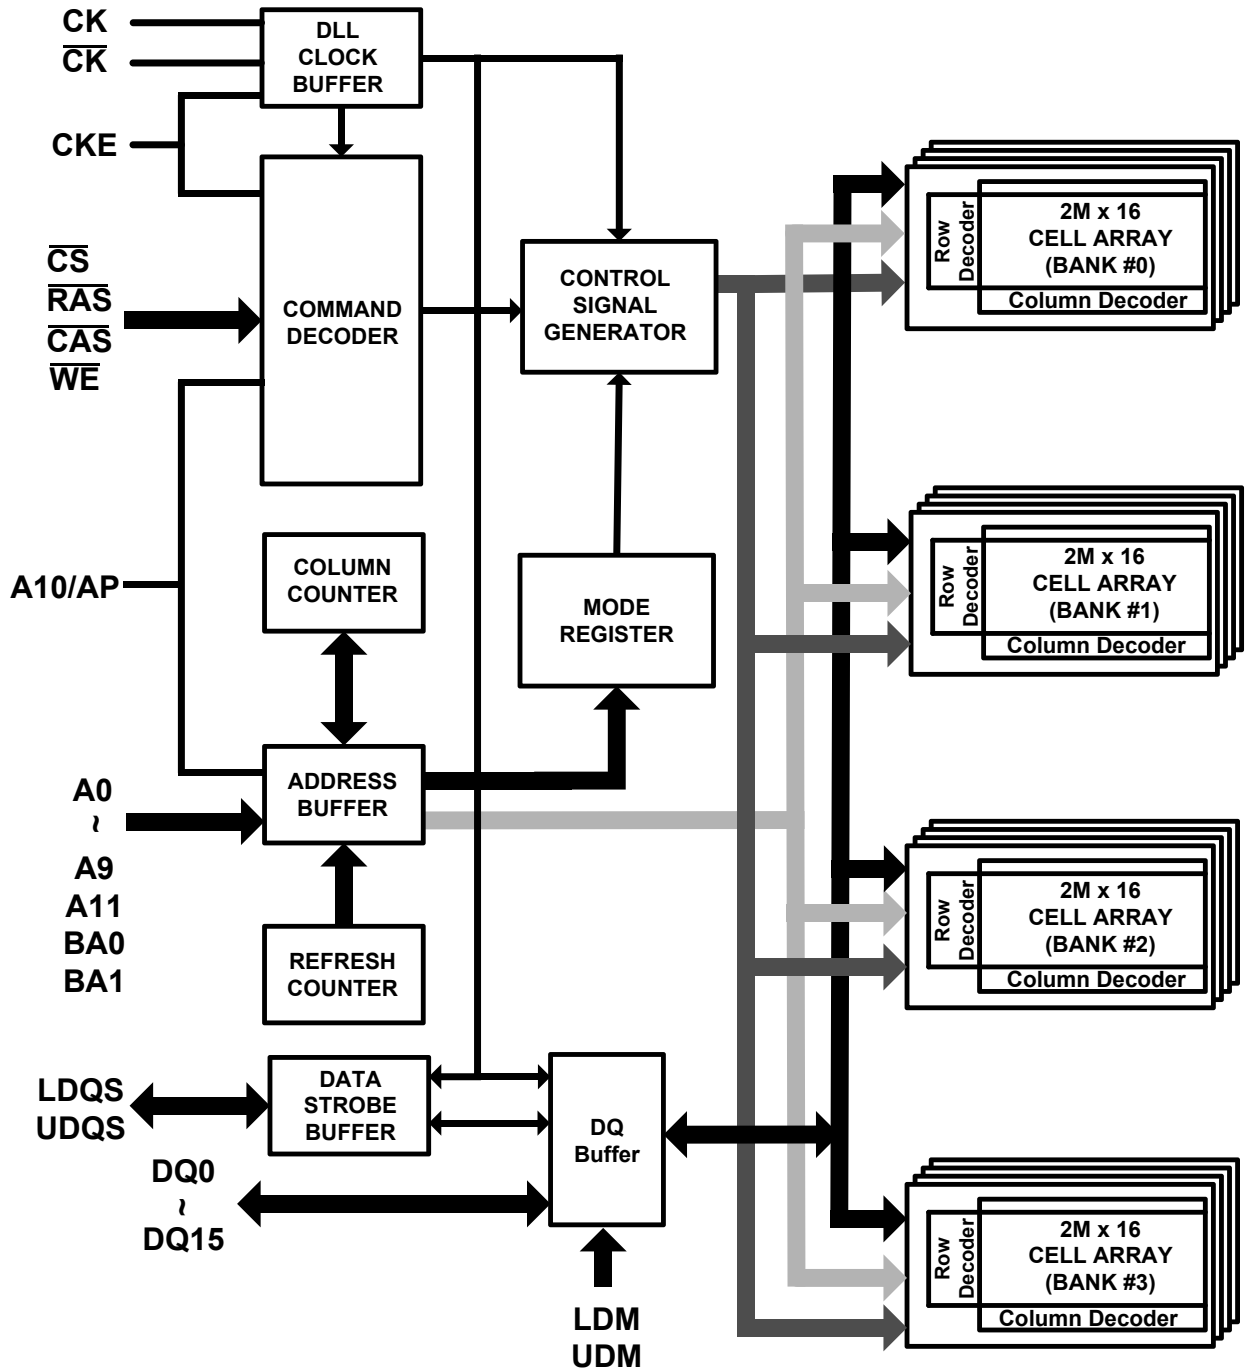 CK
CK
CKE
CS
RAS
CAS
WE
A10/AP
A0
~
A9
A11
BA0
BA1
LDQS
UDQS
DQ0
~
DQ15
DLL
CLOCK
BUFFER
COMMAND
DECODER
COLUMN
COUNTER
ADDRESS
BUFFER
REFRESH
COUNTER
DATA
STROBE
BUFFER
CONTROL
SIGNAL
GENERATOR
MODE
REGISTER
DQ
Buffer
LDM
UDM
Row
Decoder
2M x 16
CELL ARRAY
(BANK #0)
Column Decoder
Row
Decoder
2M x 16
CELL ARRAY
(BANK #1)
Column Decoder
Row
Decoder
2M x 16
CELL ARRAY
(BANK #2)
Column Decoder
Row
Decoder
2M x 16
CELL ARRAY
(BANK #3)
Column Decoder